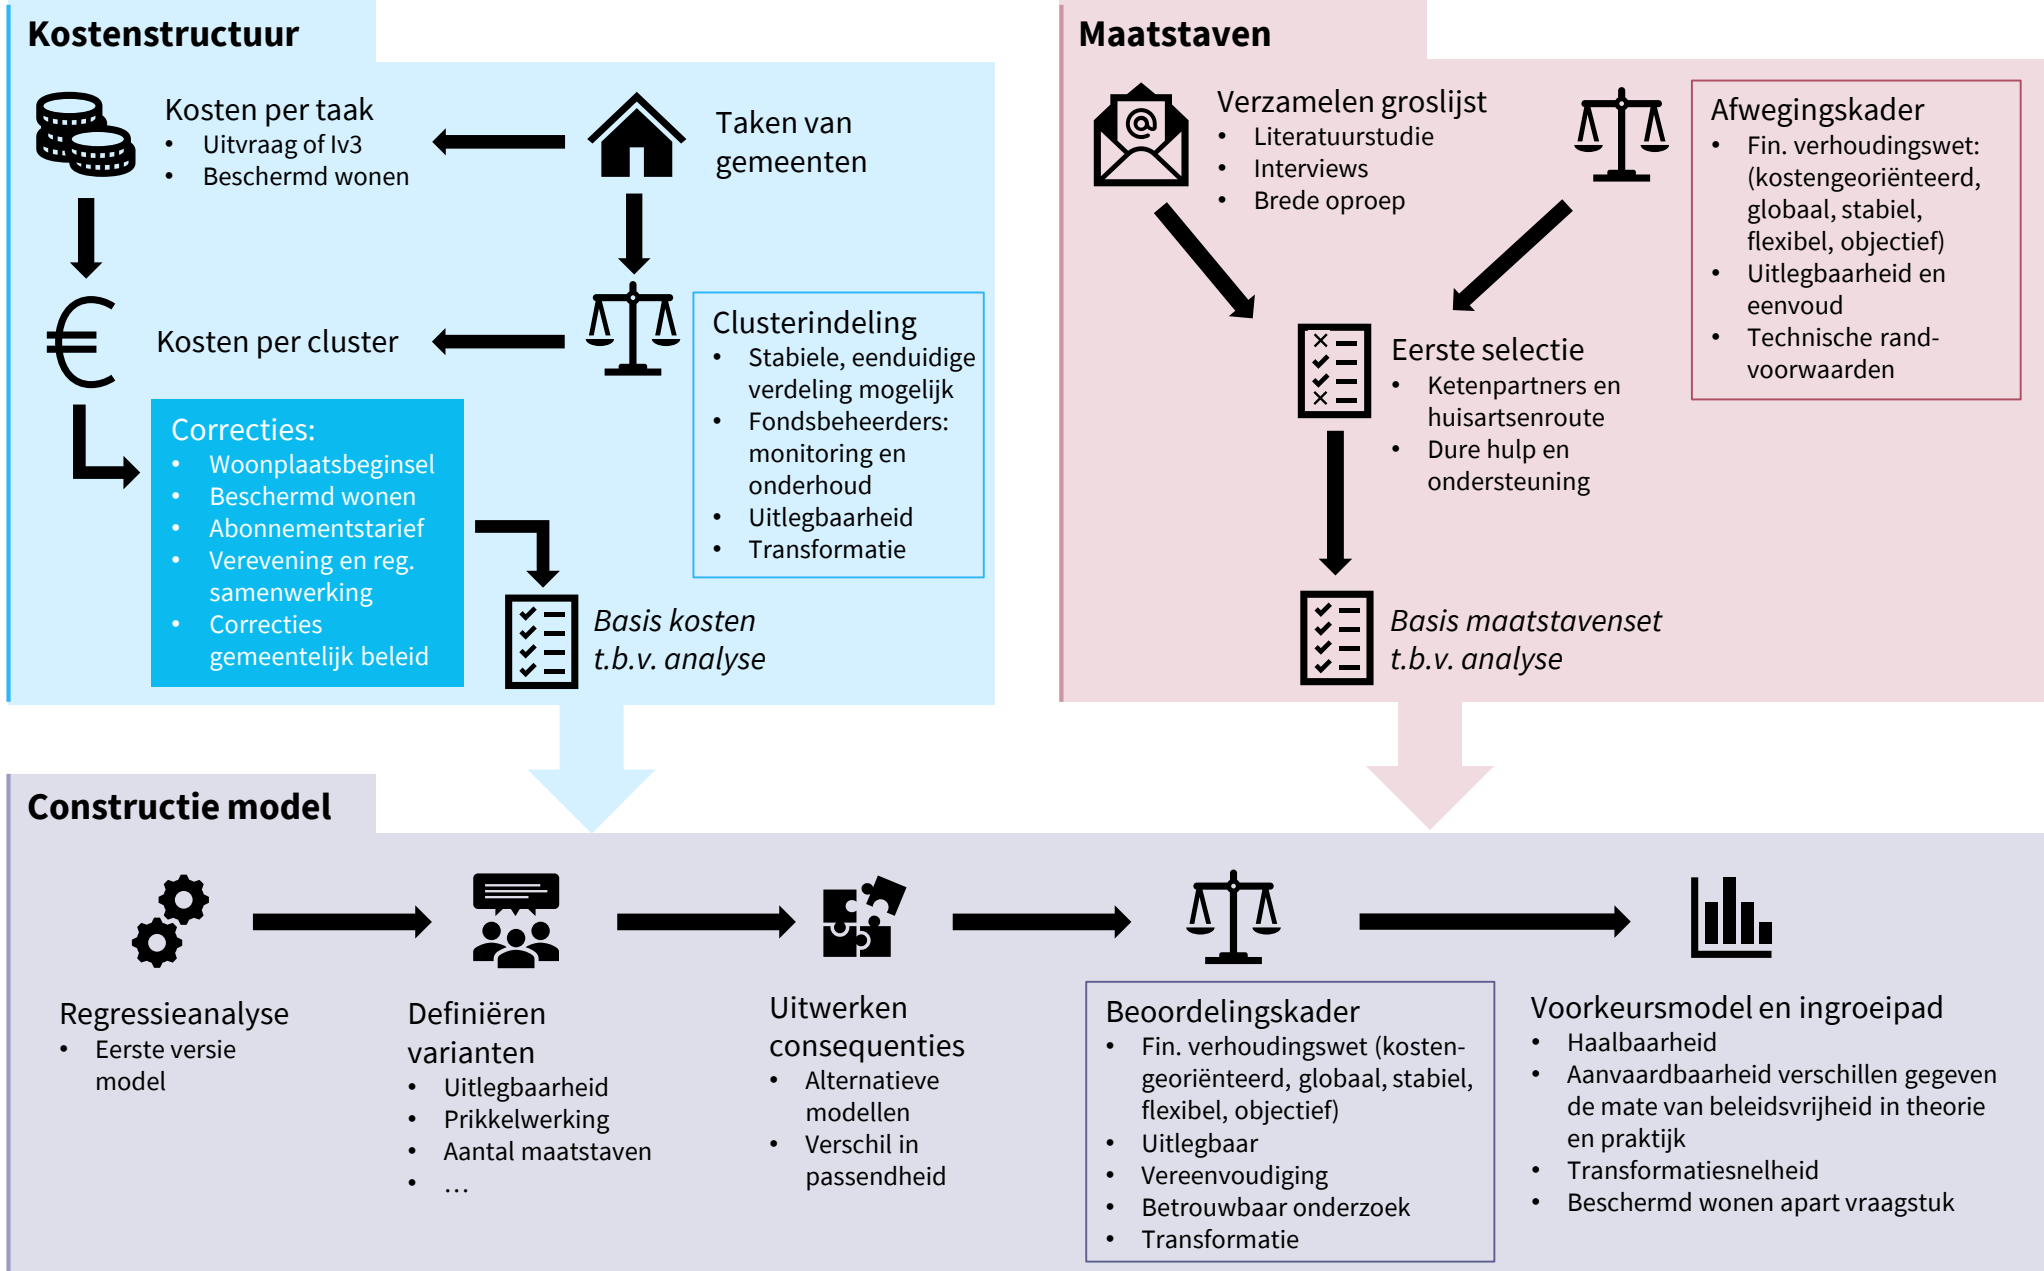 Kostenstructuur
Kosten per taak
• Uitvraag of Iv3
• Beschermd wonen
Taken van
gemeenten
Kosten per cluster
Clusterindeling
• Stabiele, eenduidige
verdeling mogelijk
• Fondsbeheerders:
monitoring en
onderhoud
• Uitlegbaarheid
• Transformatie
Correcties:
• Woonplaatsbeginsel
• Beschermd wonen
• Abonnementstarief
• Verevening en reg.
samenwerking
• Correcties
gemeentelijk beleid
Basis kosten
t.b.v. analyse
Maatstaven
@
Verzamelen groslijst
• Literatuurstudie
• Interviews
• Brede oproep
Afwegingskader
• Fin. verhoudingswet:
(kostengeoriënteerd,
globaal, stabiel,
flexibel, objectief)
• Uitlegbaarheid en
eenvoud
• Technische rand-
voorwaarden
Eerste selectie
• Ketenpartners en
huisartsenroute
• Dure hulp en
ondersteuning
Basis maatstavenset
t.b.v. analyse
Constructie model
Regressieanalyse
• Eerste versie
model
Definiëren
varianten
• Uitlegbaarheid
• Prikkelwerking
• Aantal maatstaven
• …
Uitwerken
consequenties
• Alternatieve
modellen
• Verschil in
passendheid
Beoordelingskader
• Fin. verhoudingswet (kosten-
georiënteerd, globaal, stabiel,
flexibel, objectief)
• Uitlegbaar
• Vereenvoudiging
• Betrouwbaar onderzoek
• Transformatie
Voorkeursmodel en ingroeipad
• Haalbaarheid
• Aanvaardbaarheid verschillen gegeven
de mate van beleidsvrijheid in theorie
en praktijk
• Transformatiesnelheid
• Beschermd wonen apart vraagstuk